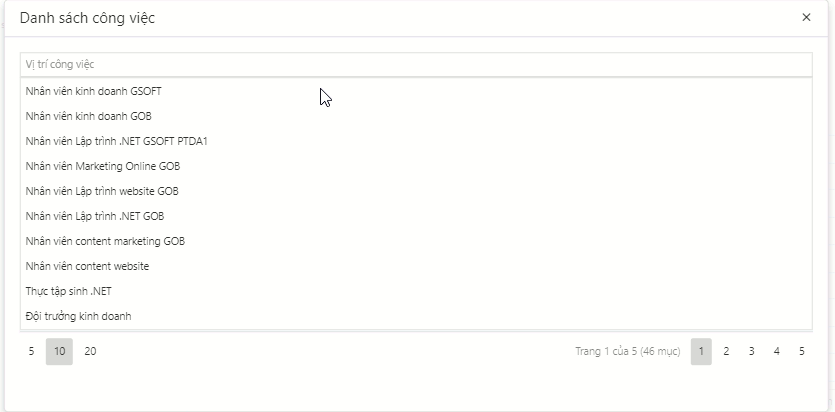 Danh sách công việc
Vị trí công việc
Nhân viên kinh doanh GSOFT
Nhân viên kinh doanh GOB
Nhân viên Lập trình .NET GSOFT PTDA1
Nhân viên Marketing Online GOB
Nhân viên Lập trình website GOB
Nhân viên Lập trình .NET GOB
Nhân viên content marketing GOB
Nhân viên content website
Thực tập sinh .NET
Đội trưởng kinh doanh
5 10 20 Trang 1 của 5 (46 mục) 1 2 3 4 5